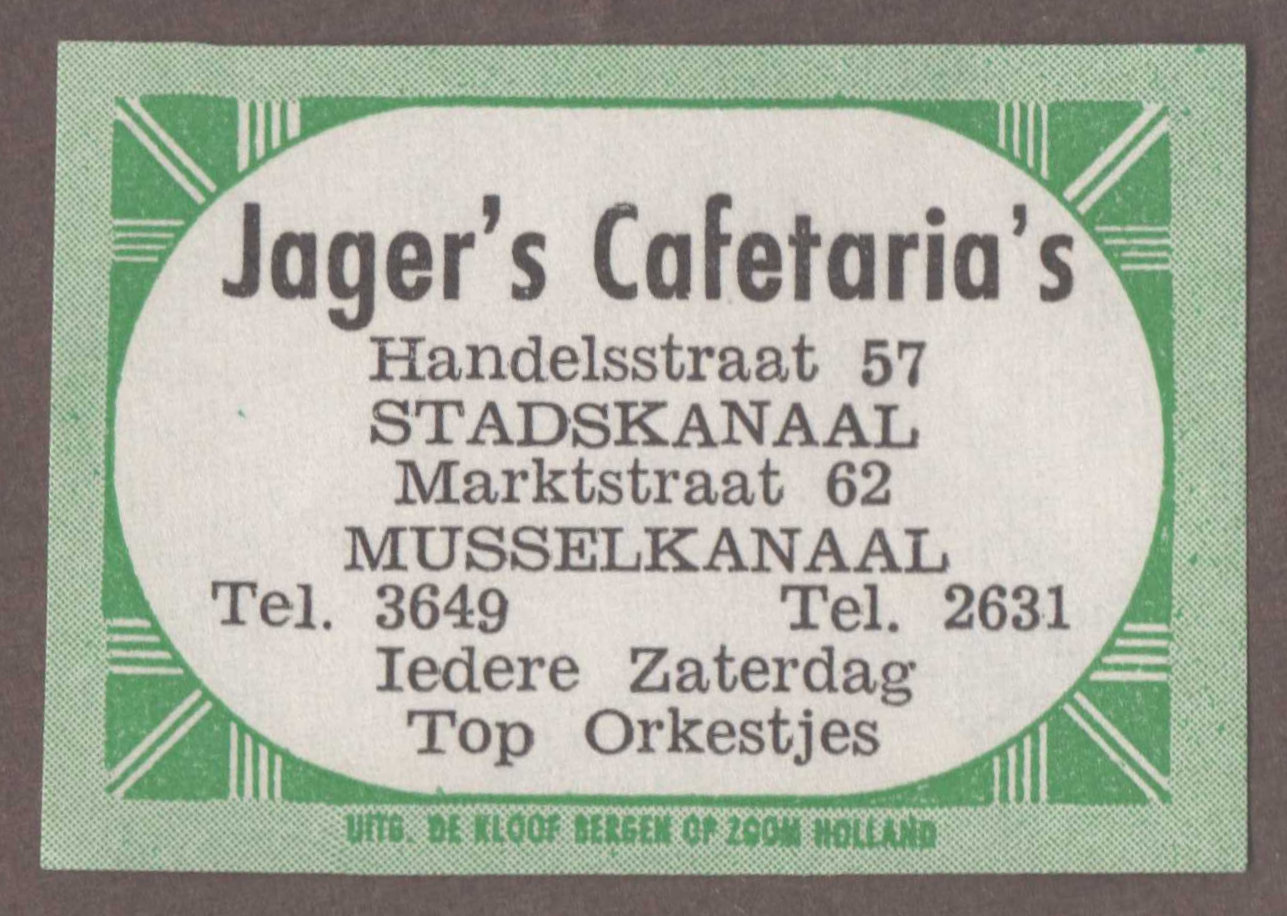 Jager's Cafetaria's
Handelsstraat 57
STADSKANAAL
Marktstraat 62
MUSSELKANAAL
Tel. 3649 Tel. 2631
Iedere Zaterdag
Top Orkestjes
UITG. DE KLOOF BERGEN OP ZOOM HOLLAND